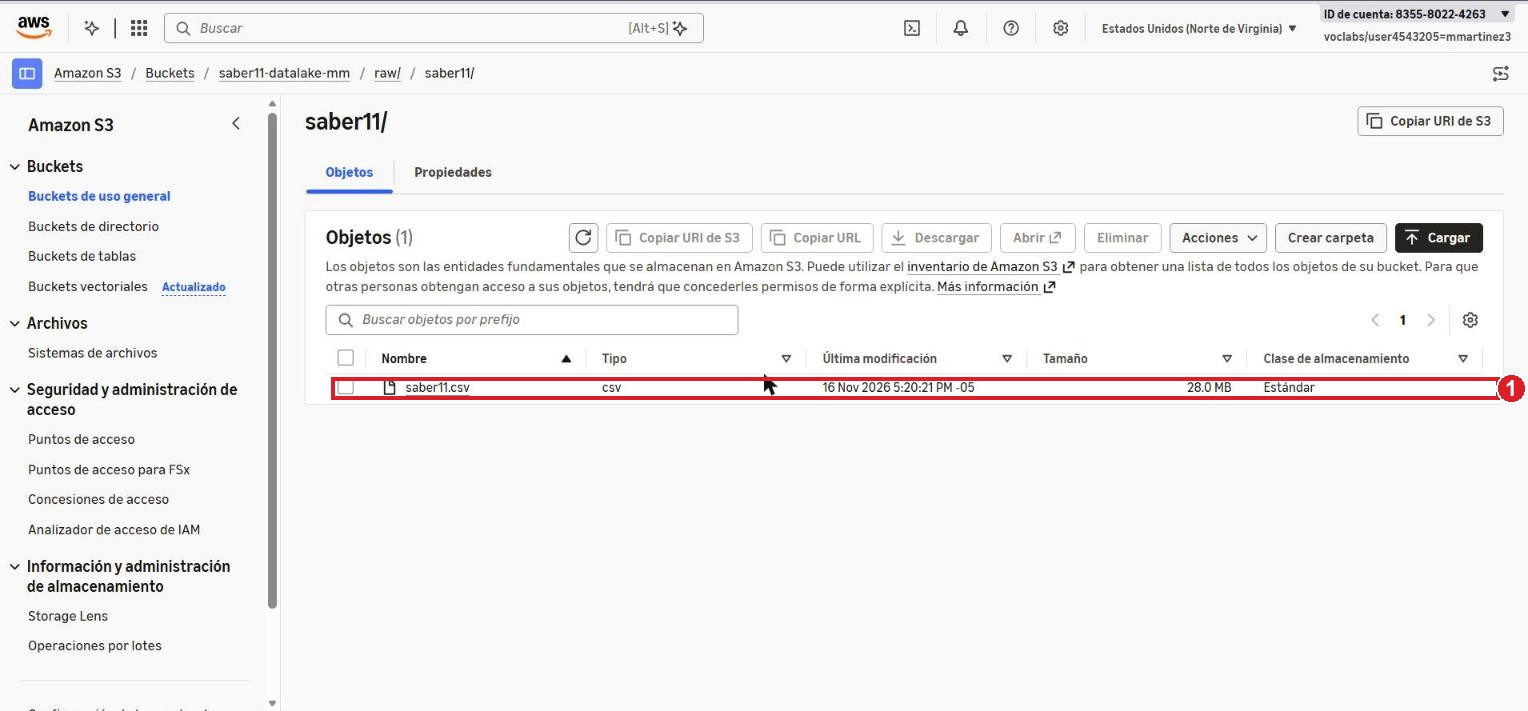 aws
Buscar [Alt+S]
Estados Unidos (Norte de Virginia)
ID de cuenta: 8355-8022-4263
voclabs/user4543205=mmartinez3
Amazon S3 / Buckets / saber11-datalake-mm / raw/ / saber11/
Amazon S3
Buckets
Buckets de uso general
Buckets de directorio
Buckets de tablas
Buckets vectoriales Actualizado
Archivos
Sistemas de archivos
Seguridad y administración de
acceso
Puntos de acceso
Puntos de acceso para FSx
Concesiones de acceso
Analizador de acceso de IAM
Información y administración
de almacenamiento
Storage Lens
Operaciones por lotes
saber11/
Copiar URI de S3
Objetos Propiedades
Objetos (1)
Copiar URI de S3 Copiar URL Descargar Abrir Eliminar Acciones Crear carpeta Cargar
Los objetos son las entidades fundamentales que se almacenan en Amazon S3. Puede utilizar el inventario de Amazon S3 para obtener una lista de todos los objetos de su bucket. Para que
otras personas obtengan acceso a sus objetos, tendrá que concederles permisos de forma explícita. Más información
Buscar objetos por prefijo
1
Nombre Tipo Última modificación Tamaño Clase de almacenamiento
saber11.csv csv 16 Nov 2026 5:20:21 PM -05 28.0 MB Estándar
1